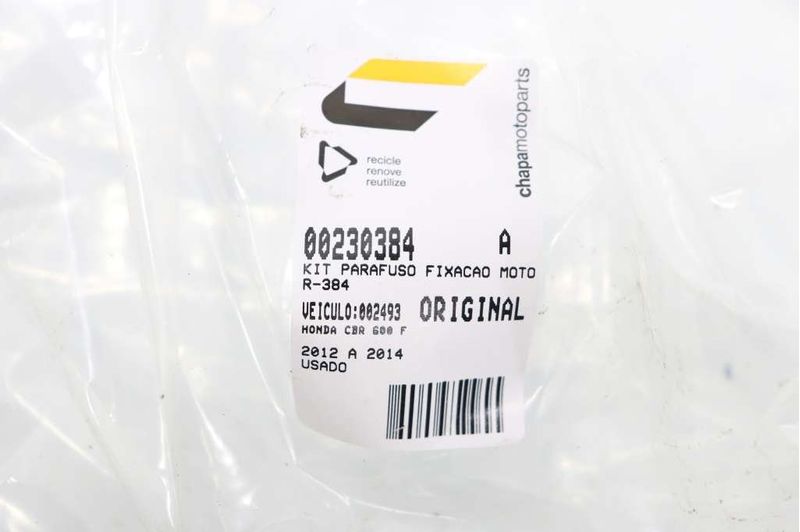 chapamotoparts
recicle
renove
reutilize
00230384 A
KIT PARAFUSO FIXACAO MOTO
R-384
VEICULO:002493 ORIGINAL
HONDA CBR 600 F
2012 A 2014
USADO